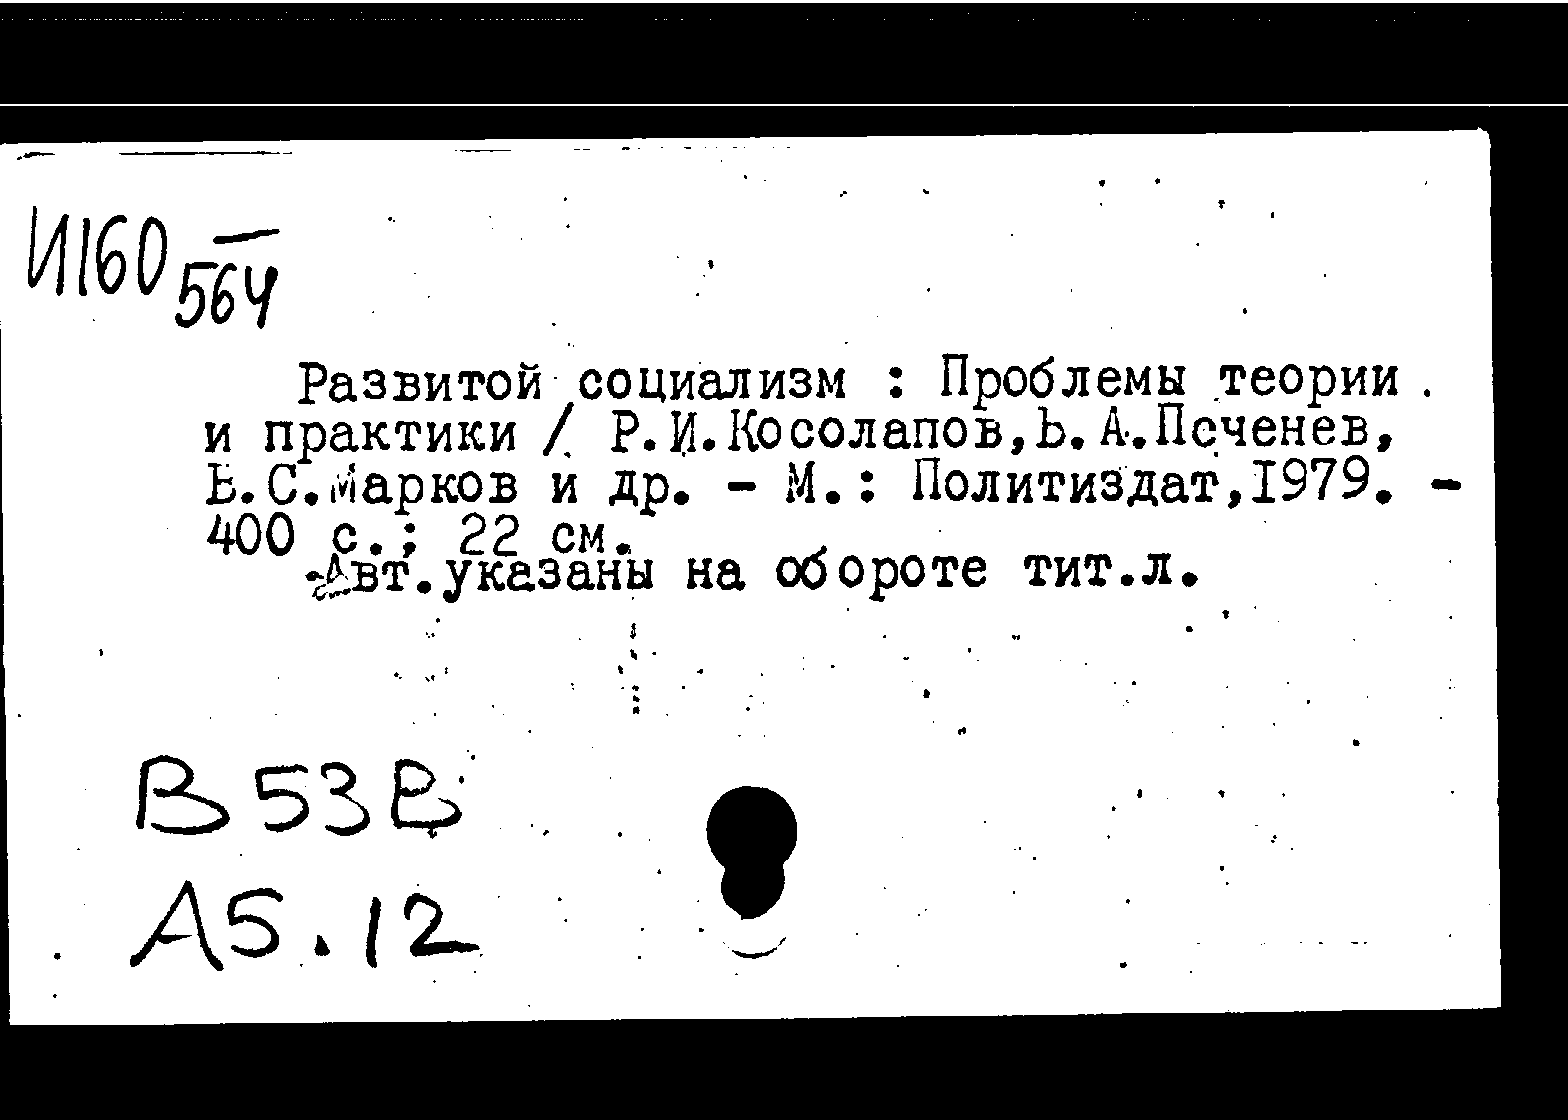 И160
564
Развитой социализм : Проблемы теории
и практики / Р.И.Косолапов,В.А.Печенев,
В.С.Марков и др. - М.: Политиздат,1979. -
400 с.; 22 см.
Авт.указаны на обороте тит.л.
В53В
А5.12